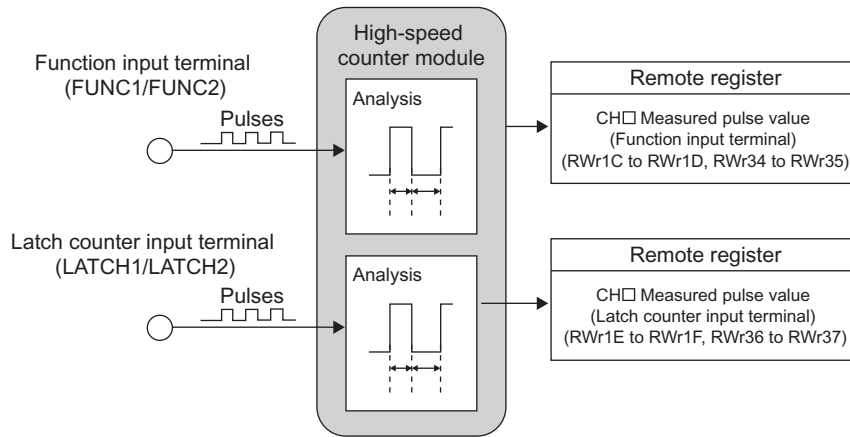 High-speed
counter module
Function input terminal
(FUNC1/FUNC2)
Pulses
Analysis
Remote register
CH□ Measured pulse value
(Function input terminal)
(RWr1C to RWr1D, RWr34 to RWr35)
Latch counter input terminal
(LATCH1/LATCH2)
Pulses
Analysis
Remote register
CH□ Measured pulse value
(Latch counter input terminal)
(RWr1E to RWr1F, RWr36 to RWr37)